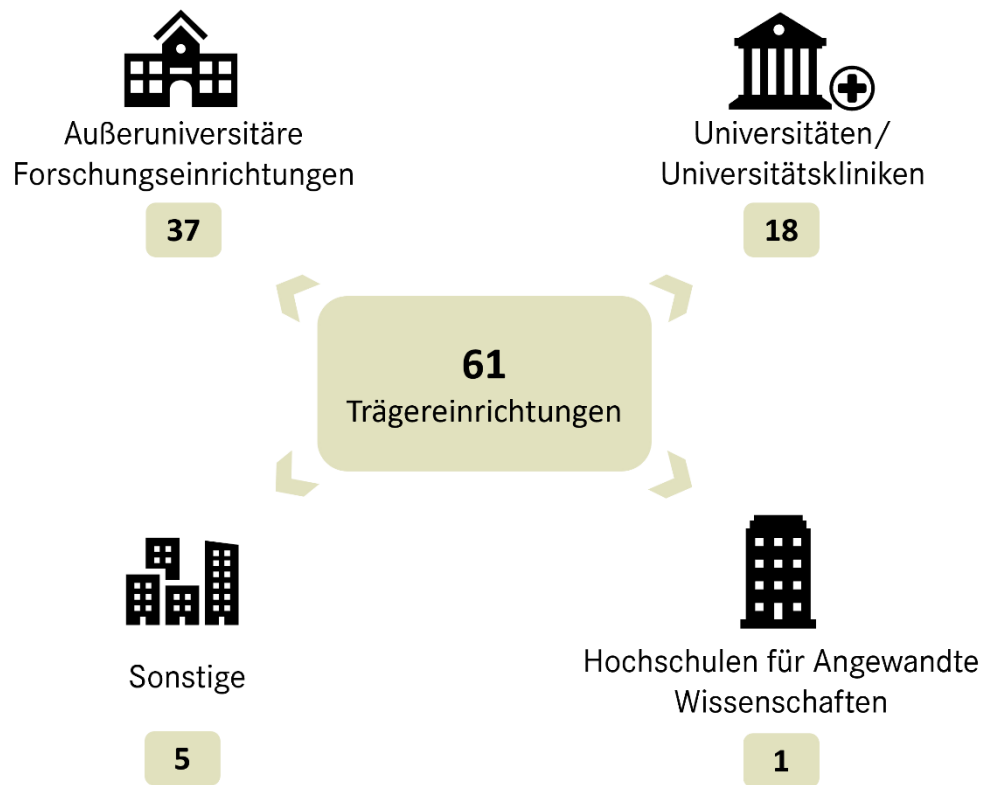 Außeruniversitäre
Forschungseinrichtungen
37
Universitäten/
Universitätskliniken
18
61
Trägereinrichtungen
Sonstige
5
Hochschulen für Angewandte
Wissenschaften
1